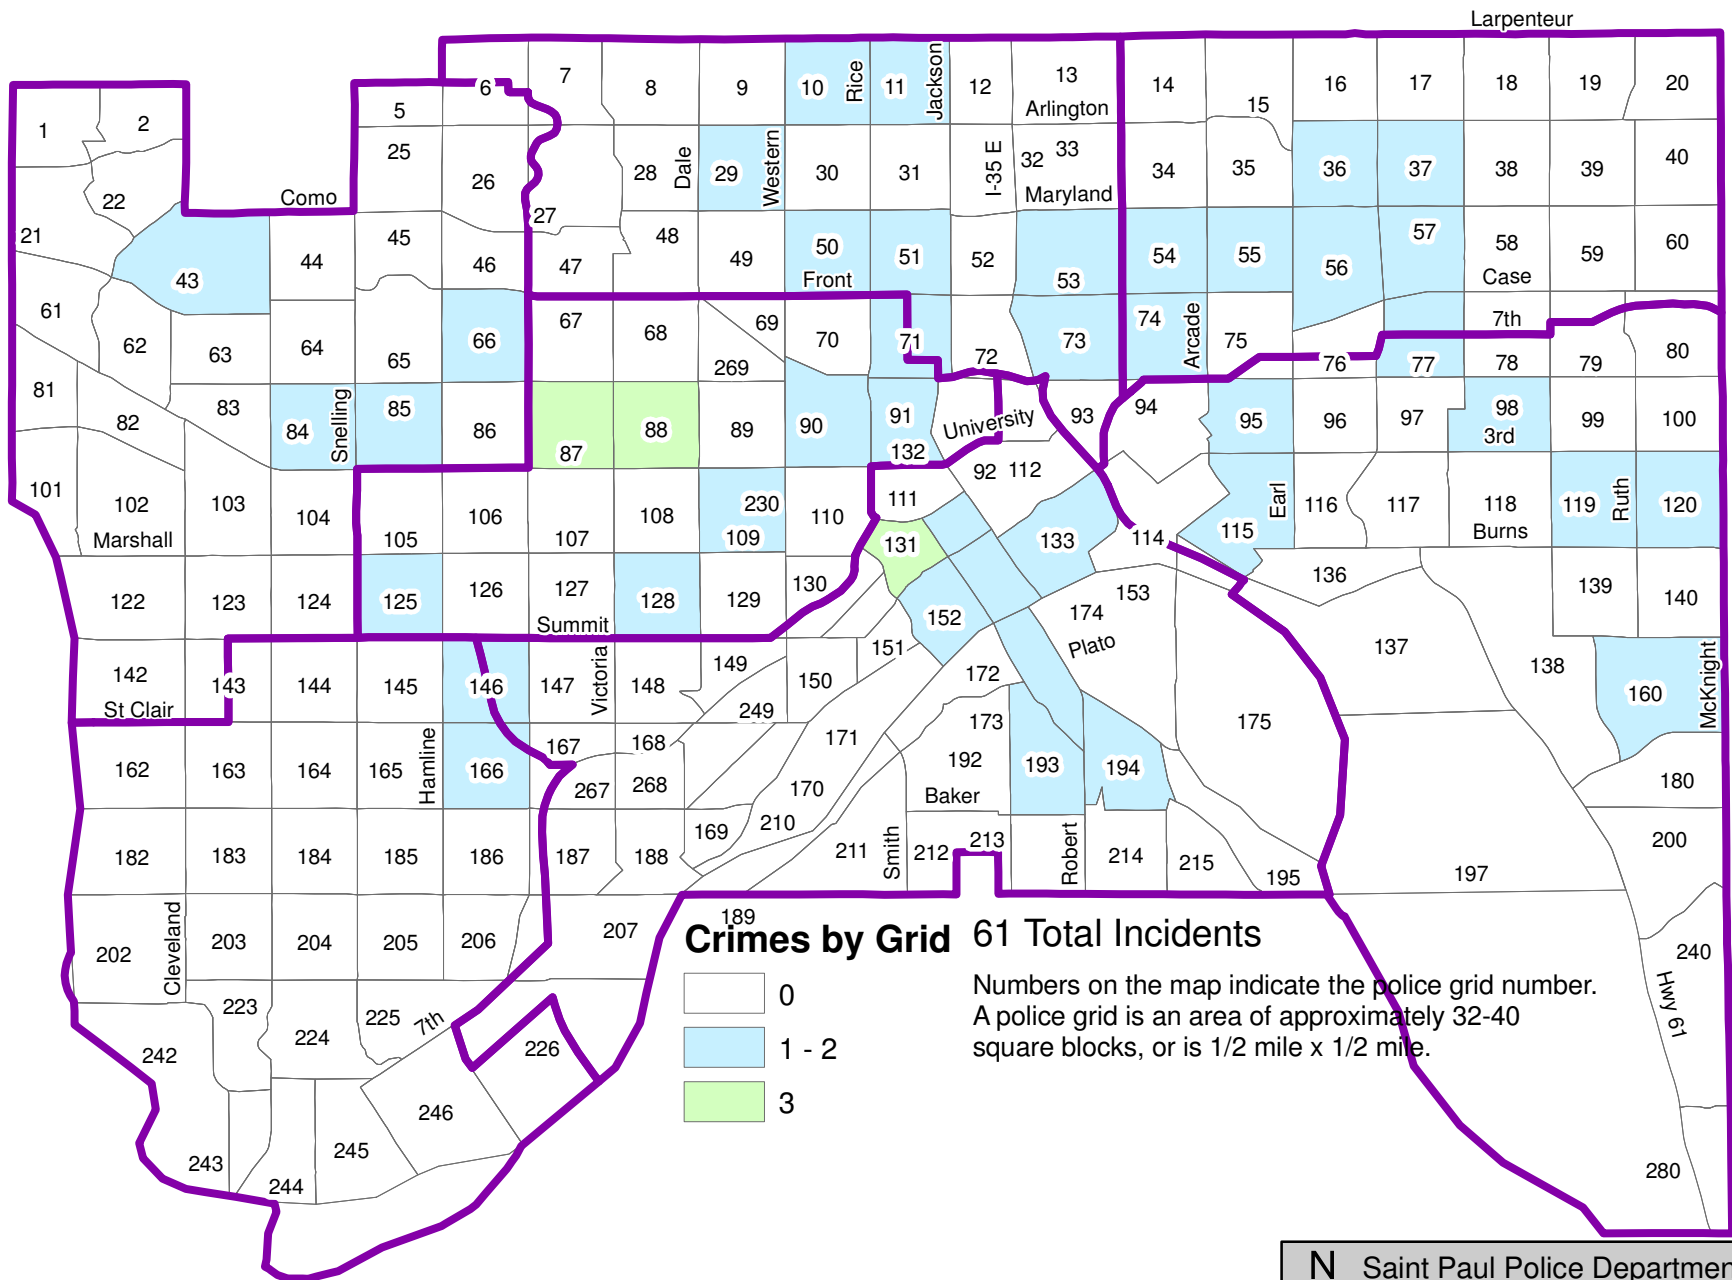 Larpenteur
1 2 5 6 7 8 9 10 Rice 11 Jackson 12 13 14 15 16 17 18 19 20
Arlington
21 22 25 26 27 28 Dale 29 Western 30 31 I-35 E 32 33 34 35 36 37 38 39 40
Como
Maryland
43 44 45 46 47 48 49 50 51 52 53 54 55 56 57 58 59 60
Front
Case
61 62 63 64 65 66 67 68 69 269 70 71 72 73 74 Arcade 75 76 77 78 79 80
7th
81 82 83 84 Snelling 85 86 87 88 89 90 91 132 University 93 94 95 96 97 98 99 100
3rd
101 102 103 104 105 106 107 108 230 109 110 111 92 112 133 114 115 Earl 116 117 118 119 Ruth 120
Marshall
Burns
122 123 124 125 126 127 128 129 130 131 152 153 174 136 137 138 139 140
Summit
Plato
142 143 144 145 146 147 Victoria 148 149 249 150 151 172 173 175 160 McKnight
St Clair
162 163 164 165 Hamline 166 167 267 168 268 169 170 171 192 193 194 180
Baker
182 183 184 185 186 187 188 210 211 Smith 212 213 Robert 214 215 195 197 200
202 Cleveland 203 204 205 206 207 189 240
Hwy 61
223 224 225 7th 226
242 243 244 245 246 280
Crimes by Grid
0
1 - 2
3
61 Total Incidents
Numbers on the map indicate the police grid number.
A police grid is an area of approximately 32-40
square blocks, or is 1/2 mile x 1/2 mile.
N Saint Paul Police Departmen